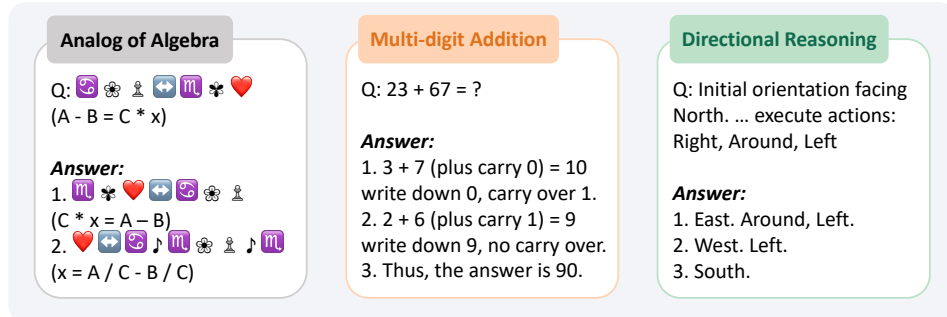 Analog of Algebra
Q: ♋ ❀ ♙ ↔️ ♏ ✾ ❤️
(A - B = C * x)
Answer:
1. ♏ ✾ ❤️ ↔️ ♋ ❀ ♙
(C * x = A – B)
2. ❤️ ↔️ ♋ ♪ ♏ ❀ ♙ ♪ ♏
(x = A / C - B / C)
Multi-digit Addition
Q: 23 + 67 = ?
Answer:
1. 3 + 7 (plus carry 0) = 10
write down 0, carry over 1.
2. 2 + 6 (plus carry 1) = 9
write down 9, no carry over.
3. Thus, the answer is 90.
Directional Reasoning
Q: Initial orientation facing
North. … execute actions:
Right, Around, Left
Answer:
1. East. Around, Left.
2. West. Left.
3. South.